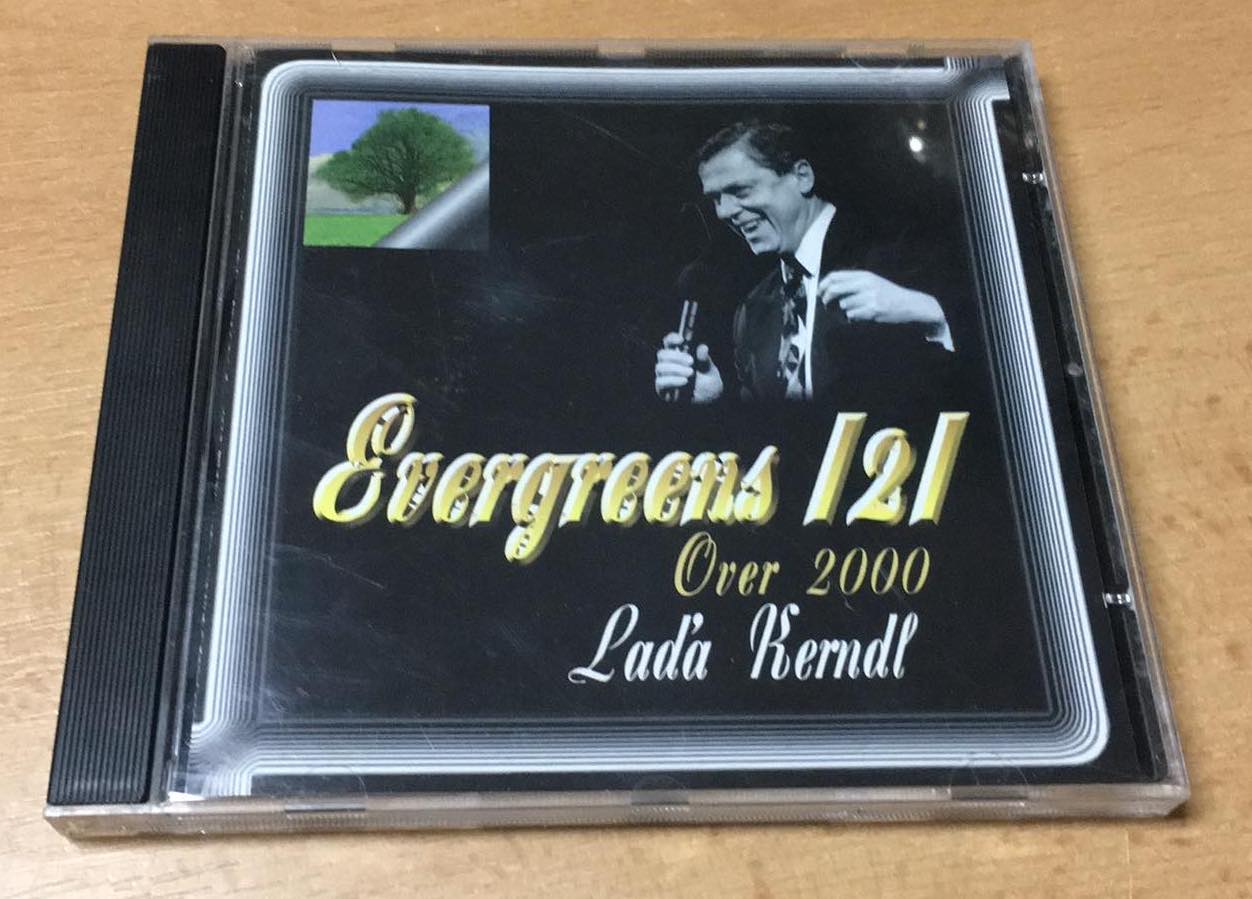 Evergreens /2/
Over 2000
Laďa Kerndl